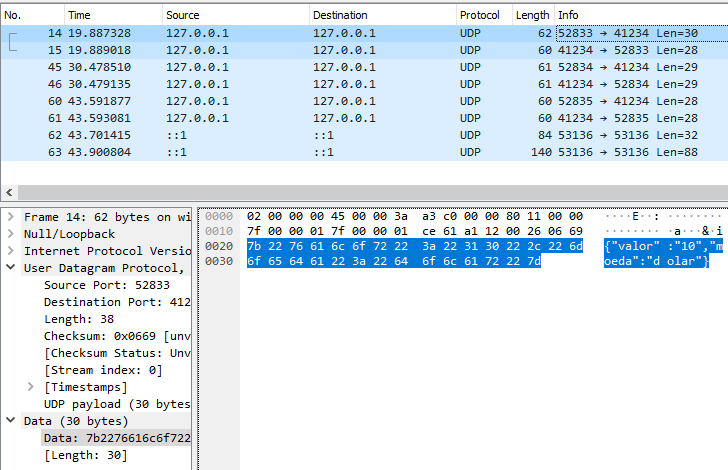 No. Time Source Destination Protocol Length Info
14 19.887328 127.0.0.1 127.0.0.1 UDP 62 52833 → 41234 Len=30
15 19.889018 127.0.0.1 127.0.0.1 UDP 60 41234 → 52833 Len=28
45 30.478510 127.0.0.1 127.0.0.1 UDP 61 52834 → 41234 Len=29
46 30.479135 127.0.0.1 127.0.0.1 UDP 61 41234 → 52834 Len=29
60 43.591877 127.0.0.1 127.0.0.1 UDP 60 52835 → 41234 Len=28
61 43.593081 127.0.0.1 127.0.0.1 UDP 60 41234 → 52835 Len=28
62 43.701415 ::1 ::1 UDP 84 53136 → 53136 Len=32
63 43.900804 ::1 ::1 UDP 140 53136 → 53136 Len=88
Frame 14: 62 bytes on wi
Null/Loopback
Internet Protocol Versio
User Datagram Protocol,
Source Port: 52833
Destination Port: 412
Length: 38
Checksum: 0x0669 [unv
[Checksum Status: Unv
[Stream index: 0]
[Timestamps]
UDP payload (30 bytes
Data (30 bytes)
Data: 7b2276616c6f722
[Length: 30]
0000 02 00 00 00 45 00 00 3a a3 c0 00 00 80 11 00 00 ····E··: ········
0010 7f 00 00 01 7f 00 00 01 ce 61 a1 12 00 26 06 69 ········ ·a···&·i
0020 7b 22 76 61 6c 6f 72 22 3a 22 31 30 22 2c 22 6d {"valor" :"10","m
0030 6f 65 64 61 22 3a 22 64 6f 6c 61 72 22 7d oeda":"d olar"}